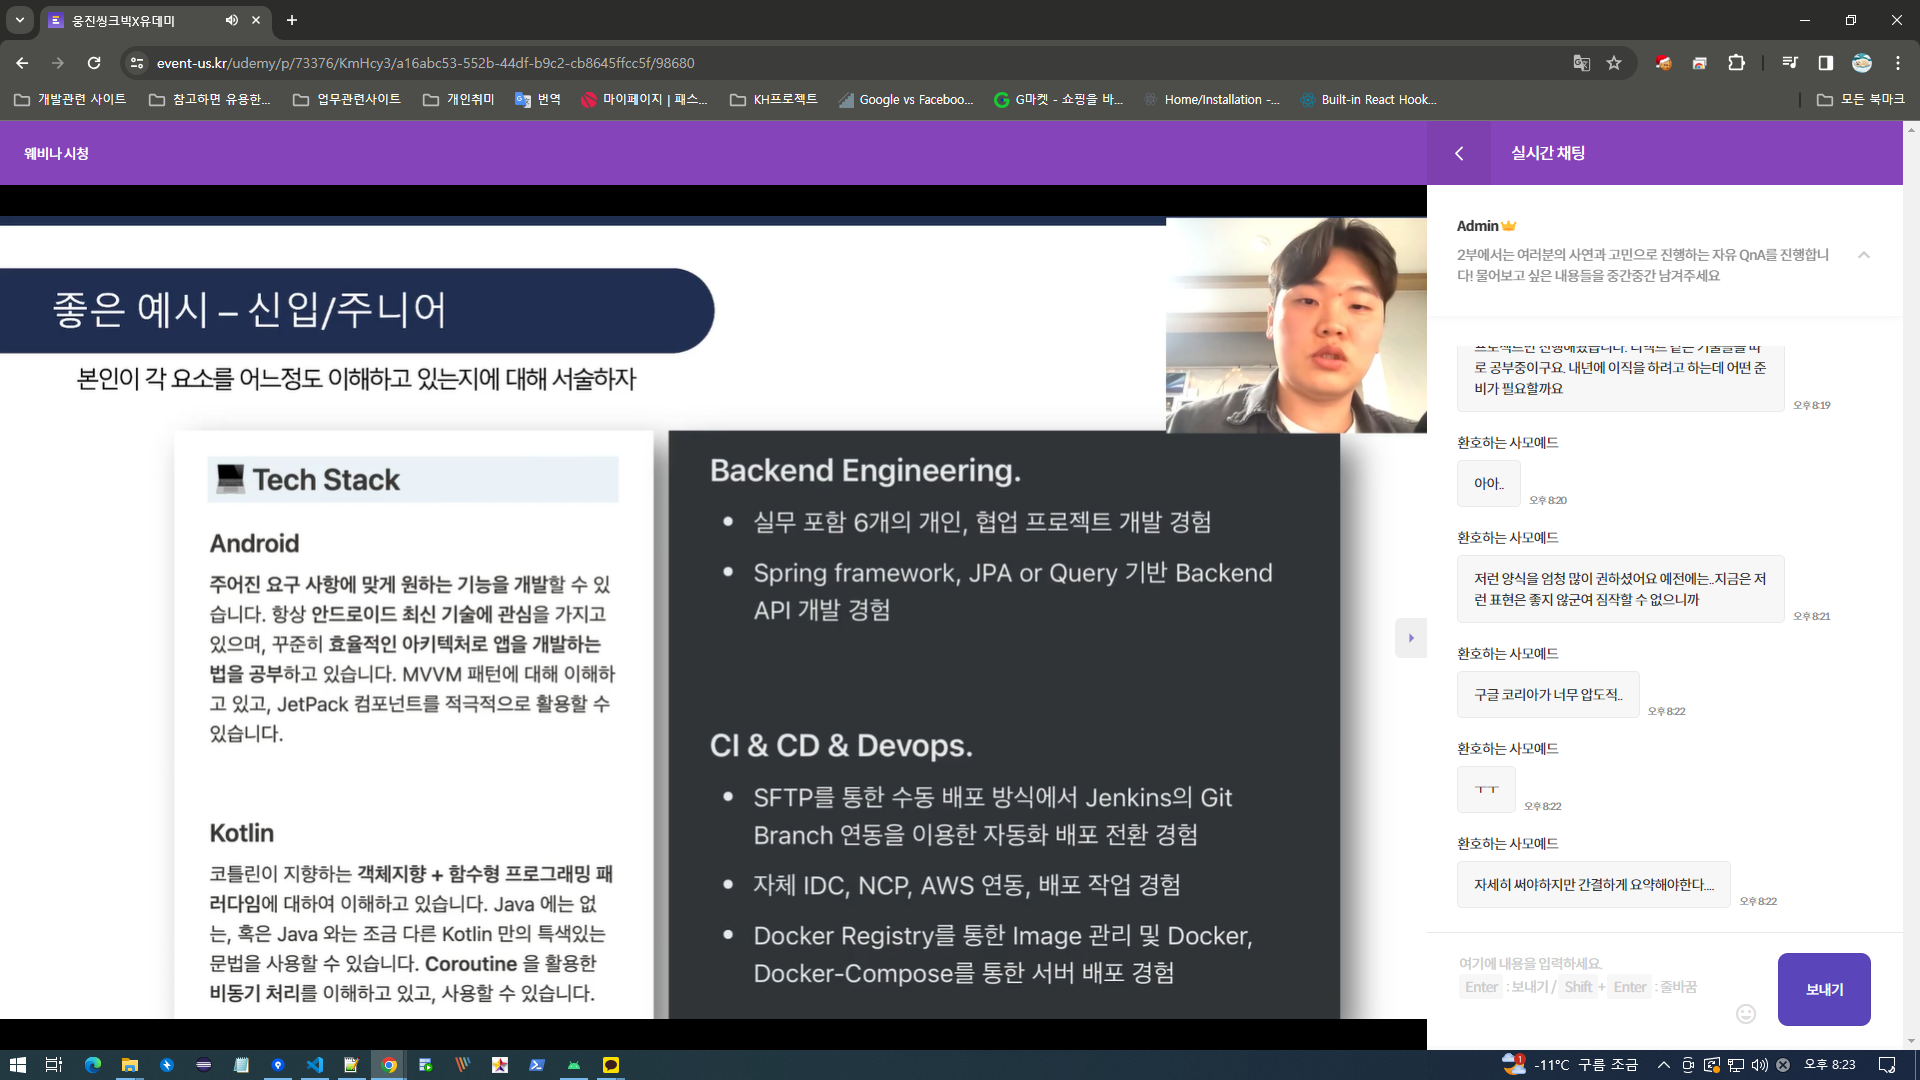 웅진씽크빅X유데미
event-us.kr/udemy/p/73376/KmHcy3/a16abc53-552b-44df-b9c2-cb8645ffcc5f/98680
개발관련 사이트
참고하면 유용한...
업무관련사이트
개인취미
번역
마이페이지 | 패스...
KH프로젝트
Google vs Faceboo...
G마켓 - 쇼핑을 바...
Home/Installation -...
Built-in React Hook...
모든 북마크
웨비나 시청
좋은 예시 – 신입/주니어
본인이 각 요소를 어느정도 이해하고 있는지에 대해 서술하자
Tech Stack
Android
주어진 요구 사항에 맞게 원하는 기능을 개발할 수 있
습니다. 항상 안드로이드 최신 기술에 관심을 가지고
있으며, 꾸준히 효율적인 아키텍처로 앱을 개발하는
법을 공부하고 있습니다. MVVM 패턴에 대해 이해하
고 있고, JetPack 컴포넌트를 적극적으로 활용할 수
있습니다.
Kotlin
코틀린이 지향하는 객체지향 + 함수형 프로그래밍 패
러다임에 대하여 이해하고 있습니다. Java 에는 없
는, 혹은 Java 와는 조금 다른 Kotlin 만의 특색있는
문법을 사용할 수 있습니다. Coroutine 을 활용한
비동기 처리를 이해하고 있고, 사용할 수 있습니다.
Backend Engineering.
• 실무 포함 6개의 개인, 협업 프로젝트 개발 경험
• Spring framework, JPA or Query 기반 Backend
API 개발 경험
CI & CD & Devops.
• SFTP를 통한 수동 배포 방식에서 Jenkins의 Git
Branch 연동을 이용한 자동화 배포 전환 경험
• 자체 IDC, NCP, AWS 연동, 배포 작업 경험
• Docker Registry를 통한 Image 관리 및 Docker,
Docker-Compose를 통한 서버 배포 경험
실시간 채팅
Admin
2부에서는 여러분의 사연과 고민으로 진행하는 자유 QnA를 진행합니
다! 물어보고 싶은 내용들을 중간중간 남겨주세요
로 공부중이구요. 내년에 이직을 하려고 하는데 어떤 준
비가 필요할까요
오후 8:19
환호하는 사모예드
아아..
오후 8:20
환호하는 사모예드
저런 양식을 엄청 많이 권하셨어요 예전에는..지금은 저
런 표현은 좋지 않군여 짐작할 수 없으니까
오후 8:21
환호하는 사모예드
구글 코리아가 너무 압도적..
오후 8:22
환호하는 사모예드
ㅜㅜ
오후 8:22
환호하는 사모예드
자세히 써야하지만 간결하게 요약해야한다....
오후 8:22
여기에 내용을 입력하세요.
Enter : 보내기 / Shift + Enter : 줄바꿈
보내기
1
-11°C 구름 조금
오후 8:23